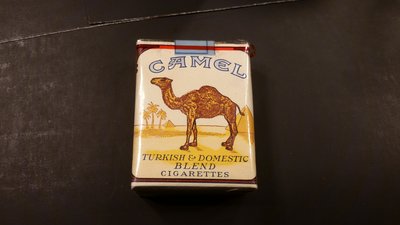 CAMEL
TURKISH & DOMESTIC
BLEND
CIGARETTES